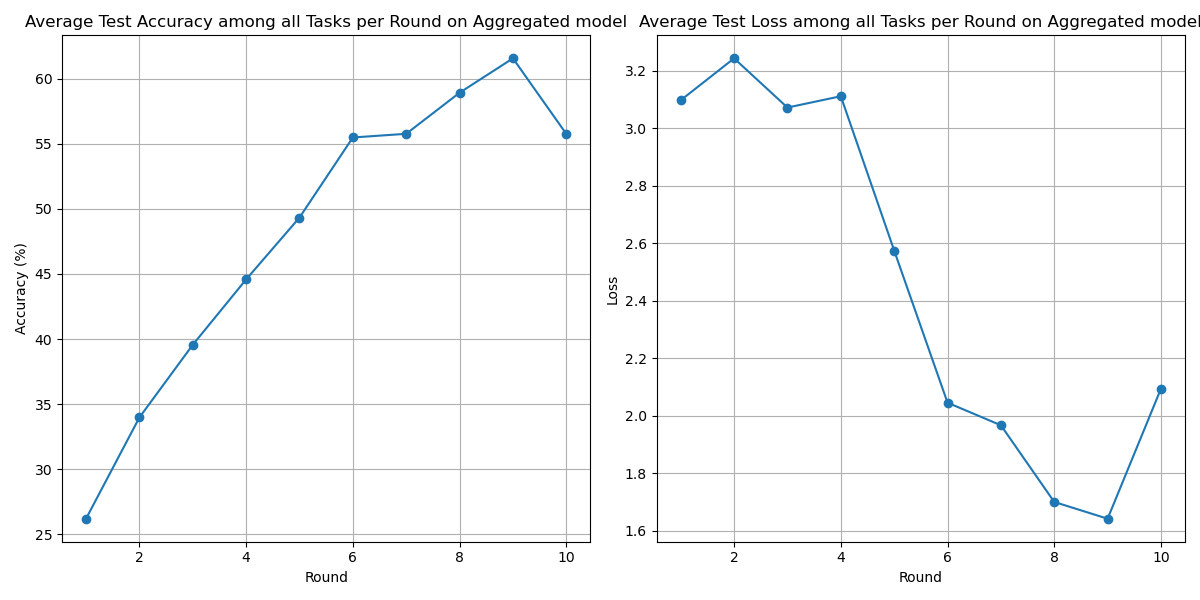 Average Test Accuracy among all Tasks per Round on Aggregated model
Accuracy (%)
60
55
50
45
40
35
30
25
2 4 6 8 10
Round
Average Test Loss among all Tasks per Round on Aggregated model
Loss
3.2
3.0
2.8
2.6
2.4
2.2
2.0
1.8
1.6
2 4 6 8 10
Round